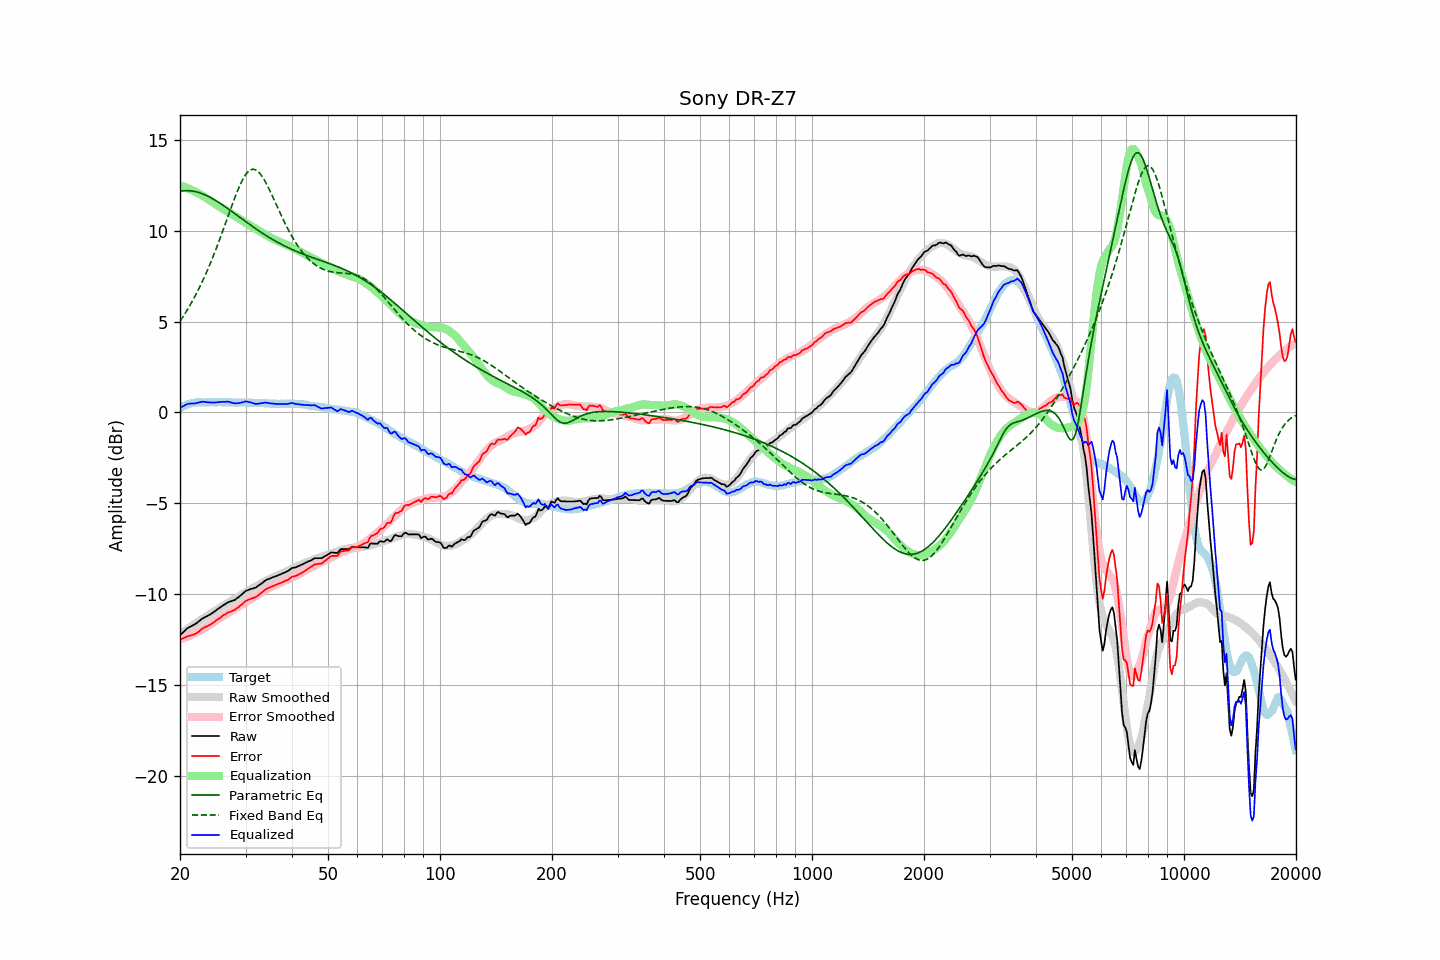 Sony DR-Z7
Amplitude (dBr)
15
10
5
0
−5
−10
−15
−20
Target
Raw Smoothed
Error Smoothed
Raw
Error
Equalization
Parametric Eq
Fixed Band Eq
Equalized
20 50 100 200 500 1000 2000 5000 10000 20000
Frequency (Hz)